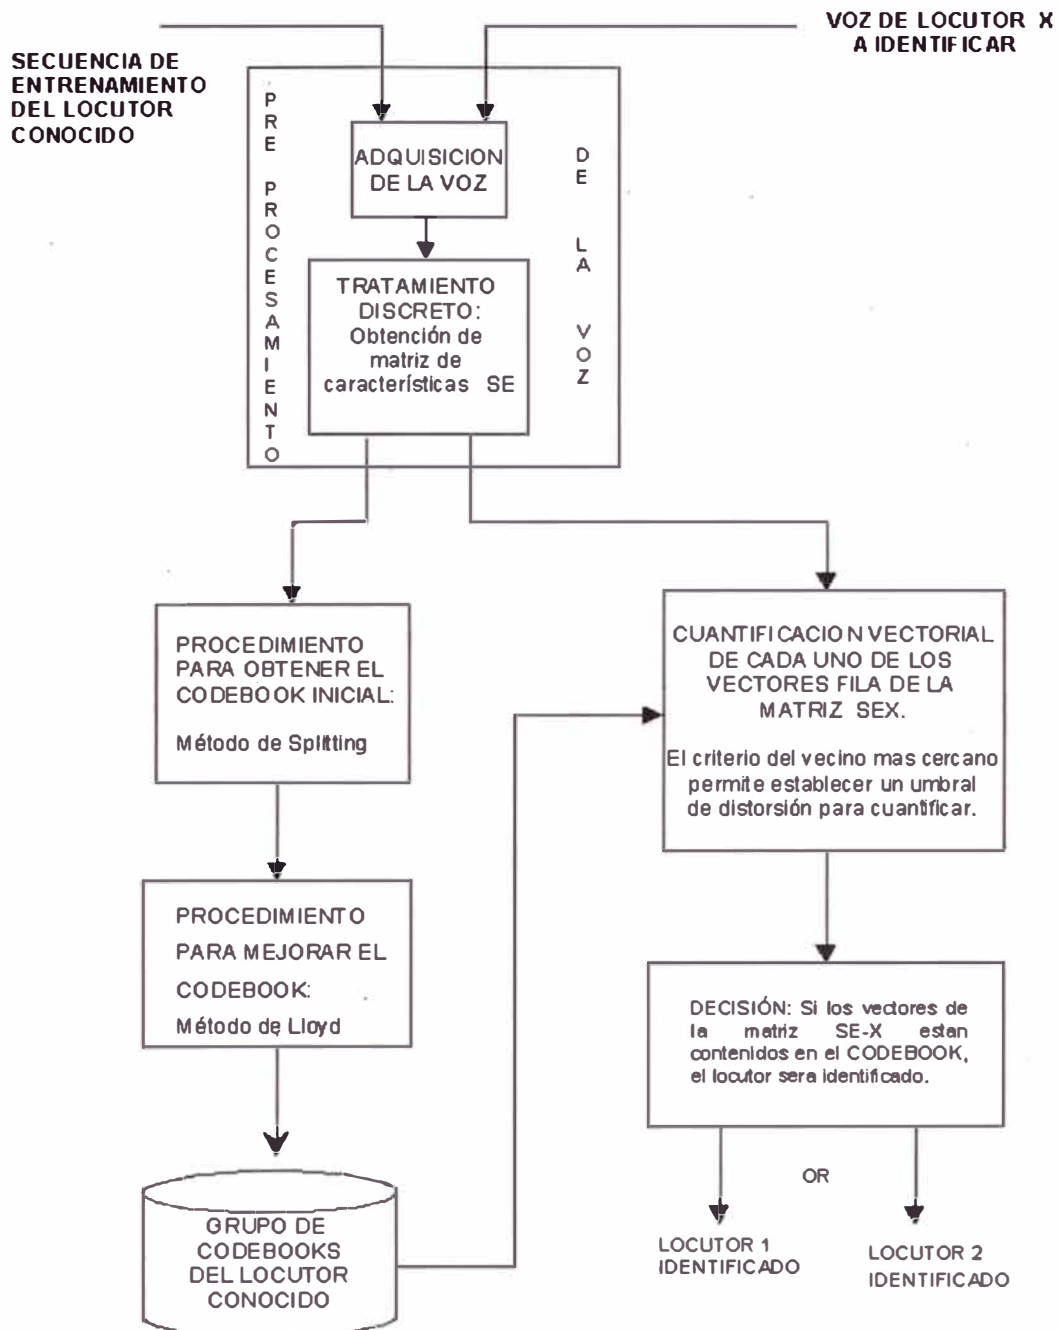 VOZ DE LOCUTOR X
A IDENTIFICAR
SECUENCIA DE
ENTRENAMIENTO
DEL LOCUTOR
CONOCIDO
PRE PROCESAMIENTO
DE LA VOZ
ADQUISICION
DE LA VOZ
TRATAMIENTO
DISCRETO:
Obtención de
matriz de
características SE
PROCEDIMIENTO
PARA OBTENER EL
CODEBOOK INICIAL:
Método de Splitting
CUANTIFICACION VECTORIAL
DE CADA UNO DE LOS
VECTORES FILA DE LA
MATRIZ SEX.
El criterio del vecino mas cercano
permite establecer un umbral
de distorsión para cuantificar.
PROCEDIMIENTO
PARA MEJORAR EL
CODEBOOK:
Método de Lloyd
DECISIÓN: Si los vectores de
la matriz SE-X estan
contenidos en el CODEBOOK,
el locutor sera identificado.
OR
GRUPO DE
CODEBOOKS
DEL LOCUTOR
CONOCIDO
LOCUTOR 1
IDENTIFICADO
LOCUTOR 2
IDENTIFICADO